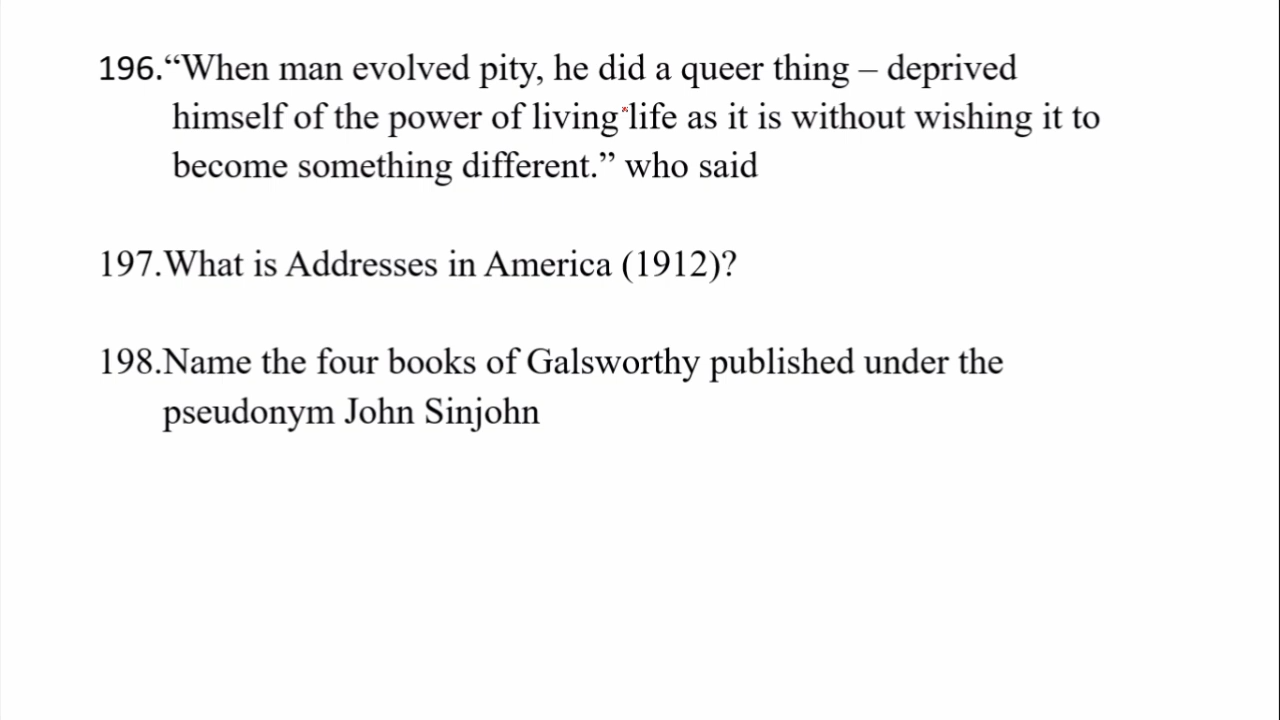 196.“When man evolved pity, he did a queer thing – deprived
himself of the power of living life as it is without wishing it to
become something different.” who said
197.What is Addresses in America (1912)?
198.Name the four books of Galsworthy published under the
pseudonym John Sinjohn